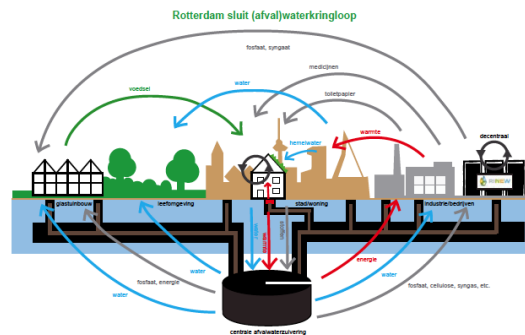 Rotterdam sluit (afval)waterkringloop
fosfaat, syngaat
medicijnen
voedsel
water
toiletpapier
warmte
decentraal
hemelwater
glastuinbouw
leefomgeving
stad/woning
industrie/bedrijven
water
fosfaat, energie
water
energie
water
fosfaat, cellulose, syngas, etc.
centrale afvalwaterzuivering